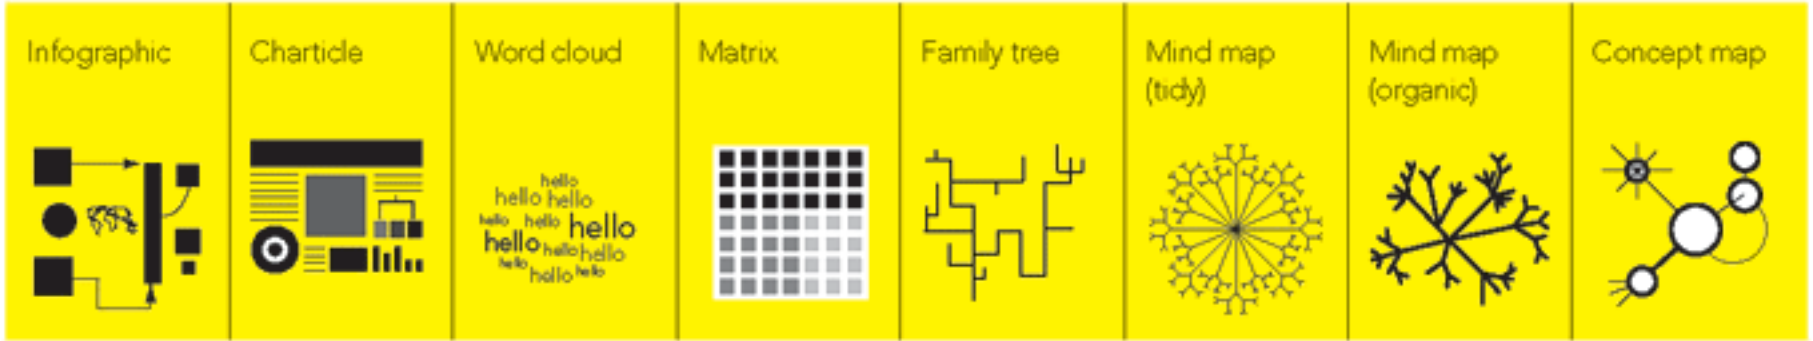 Infographic
Charticle
Word cloud
Matrix
Family tree
Mind map
(tidy)
Mind map
(organic)
Concept map
hello
hello hello
hello hello hello
hello hello hello
hello hello hello